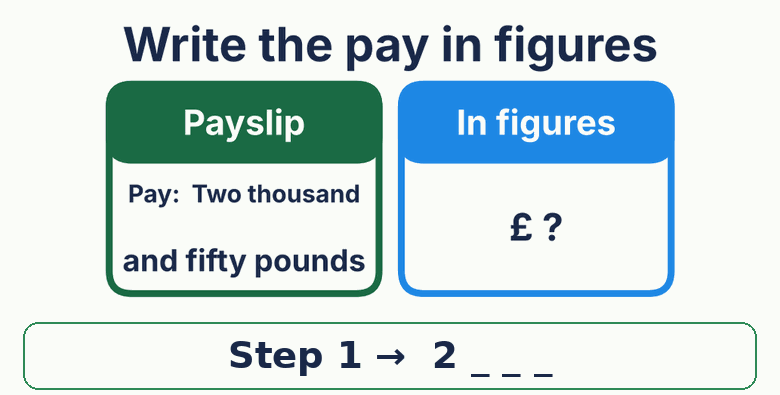 Write the pay in figures
Payslip
Pay: Two thousand
and fifty pounds
In figures
£ ?
Step 1 → 2 _ _ _